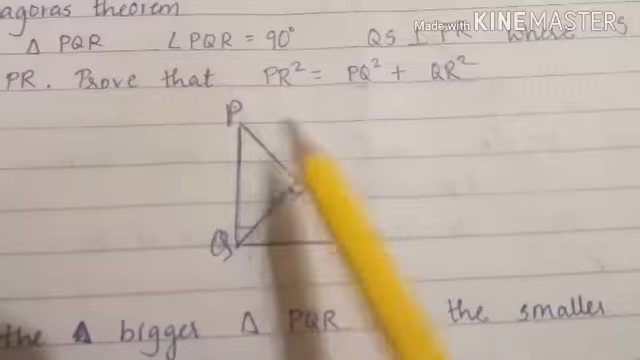 agoras theorem
Made with KINEMASTER
Δ PQR ∠PQR = 90° QS ⊥ PR where S
PR. Prove that PR² = PQ² + QR²
P
Q
the Δ bigger Δ PQR the smaller